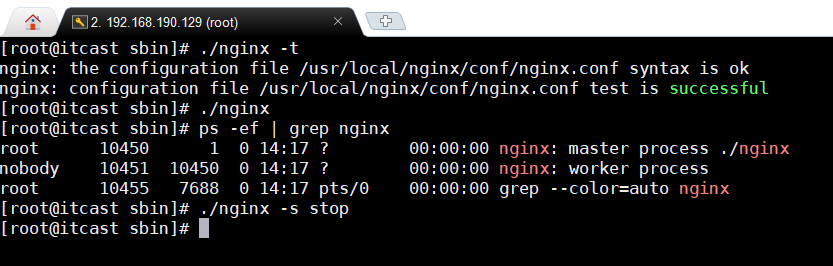 2. 192.168.190.129 (root)
[root@itcast sbin]# ./nginx -t
nginx: the configuration file /usr/local/nginx/conf/nginx.conf syntax is ok
nginx: configuration file /usr/local/nginx/conf/nginx.conf test is successful
[root@itcast sbin]# ./nginx
[root@itcast sbin]# ps -ef | grep nginx
root      10450      1  0 14:17 ?        00:00:00 nginx: master process ./nginx
nobody    10451  10450  0 14:17 ?        00:00:00 nginx: worker process
root      10455   7688  0 14:17 pts/0    00:00:00 grep --color=auto nginx
[root@itcast sbin]# ./nginx -s stop
[root@itcast sbin]#